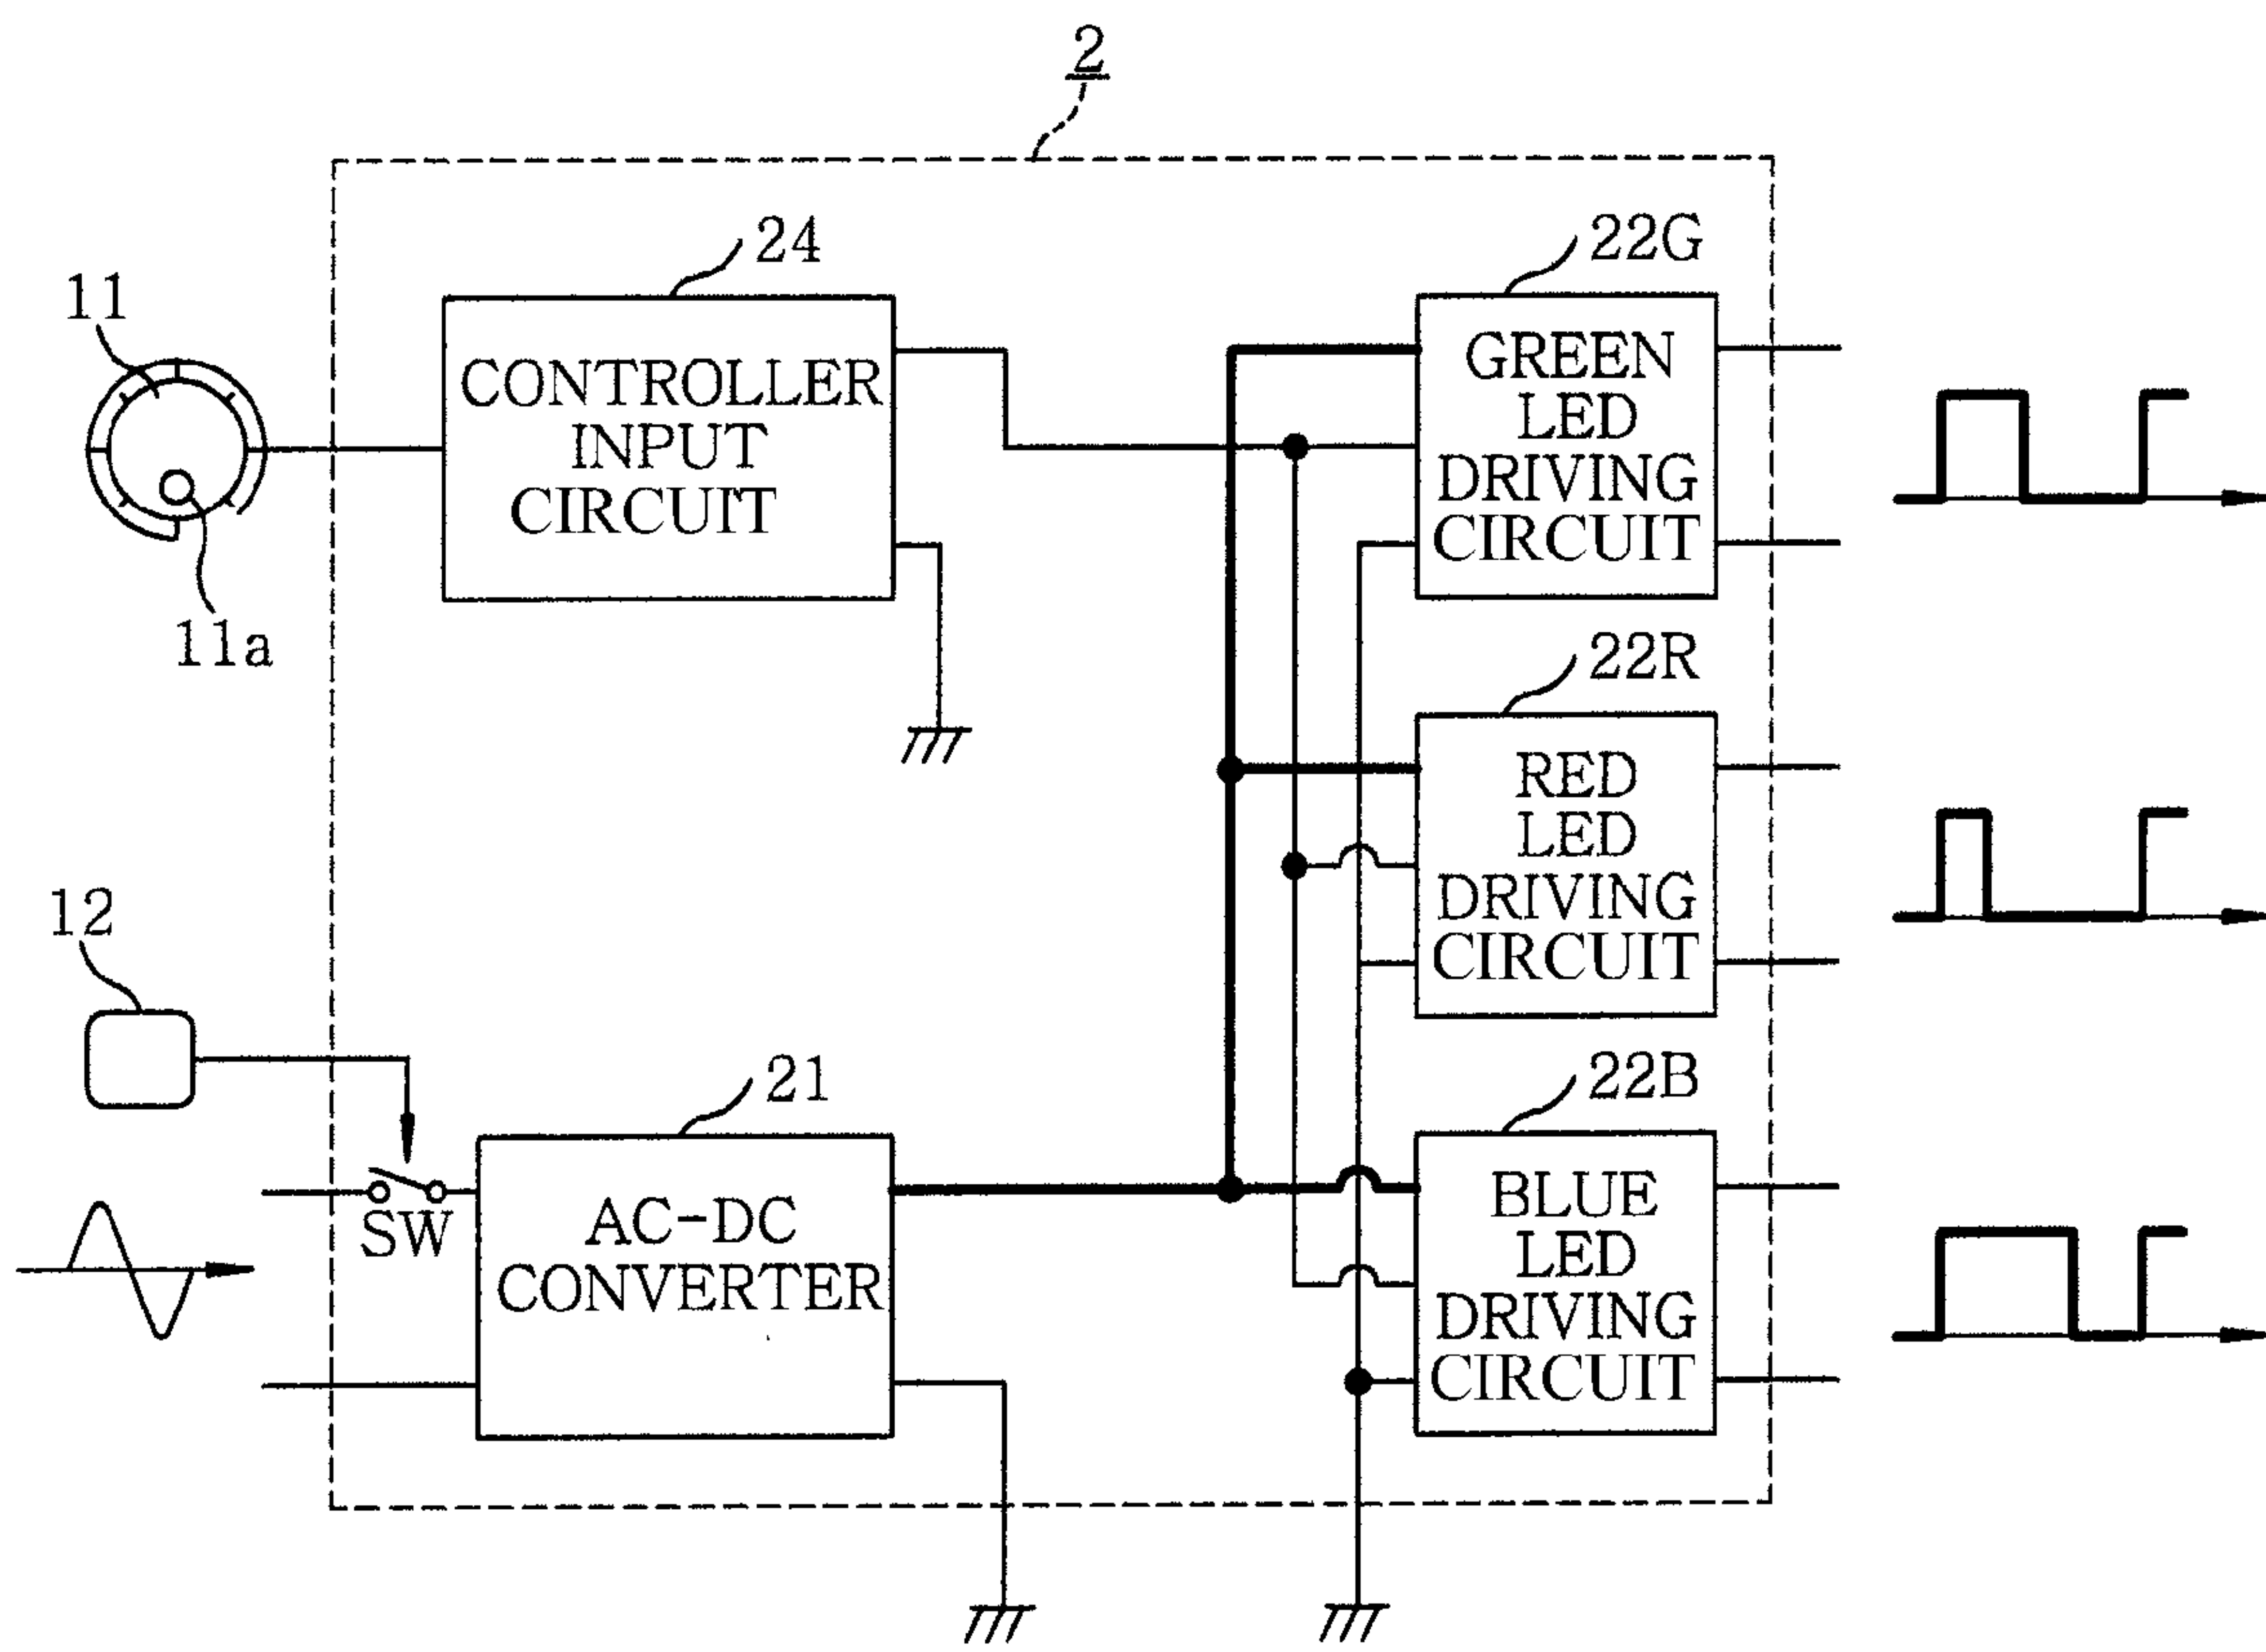 2
24
CONTROLLER
INPUT
CIRCUIT
11
11a
22G
GREEN
LED
DRIVING
CIRCUIT
22R
RED
LED
DRIVING
CIRCUIT
12
SW
21
AC-DC
CONVERTER
22B
BLUE
LED
DRIVING
CIRCUIT